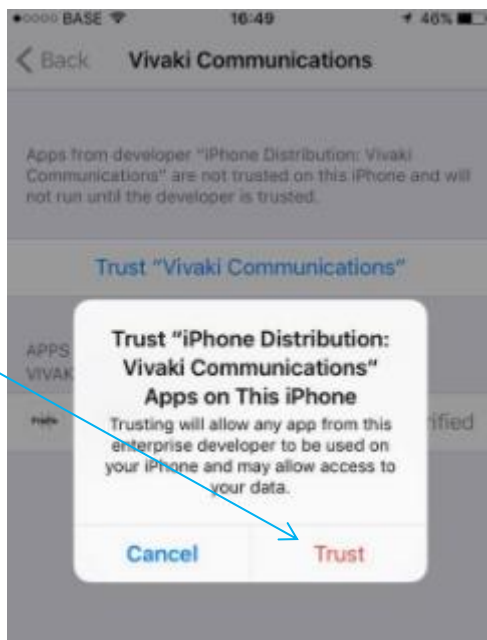 BASE 16:49 46%
Back Vivaki Communications
Apps from developer "iPhone Distribution: Vivaki
Communications" are not trusted on this iPhone and will
not run until the developer is trusted.
Trust "Vivaki Communications"
Trust "iPhone Distribution:
Vivaki Communications"
Apps on This iPhone
Trusting will allow any app from this
enterprise developer to be used on
your iPhone and may allow access to
your data.
APPS
VIVAK
ified
Cancel Trust